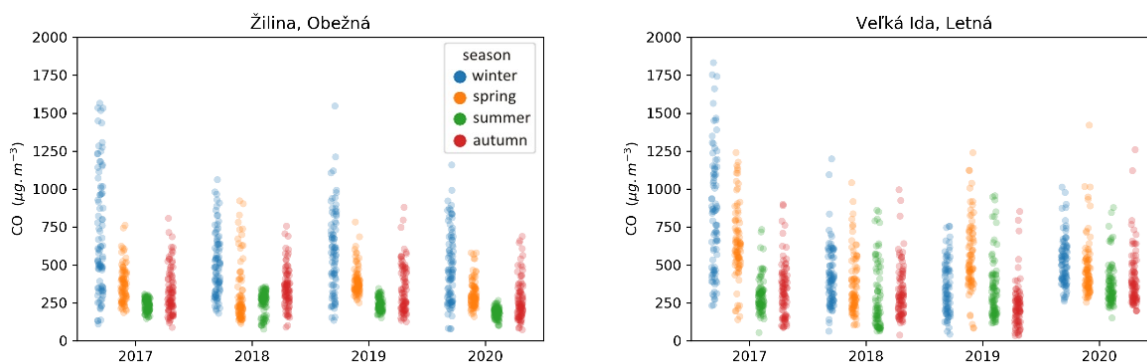 Žilina, Obežná
2000
1750
1500
1250
1000
750
500
250
0
CO (μg. m⁻³)
season
winter
spring
summer
autumn
2017
2018
2019
2020
Veľká Ida, Letná
2000
1750
1500
1250
1000
750
500
250
0
CO (μg. m⁻³)
2017
2018
2019
2020